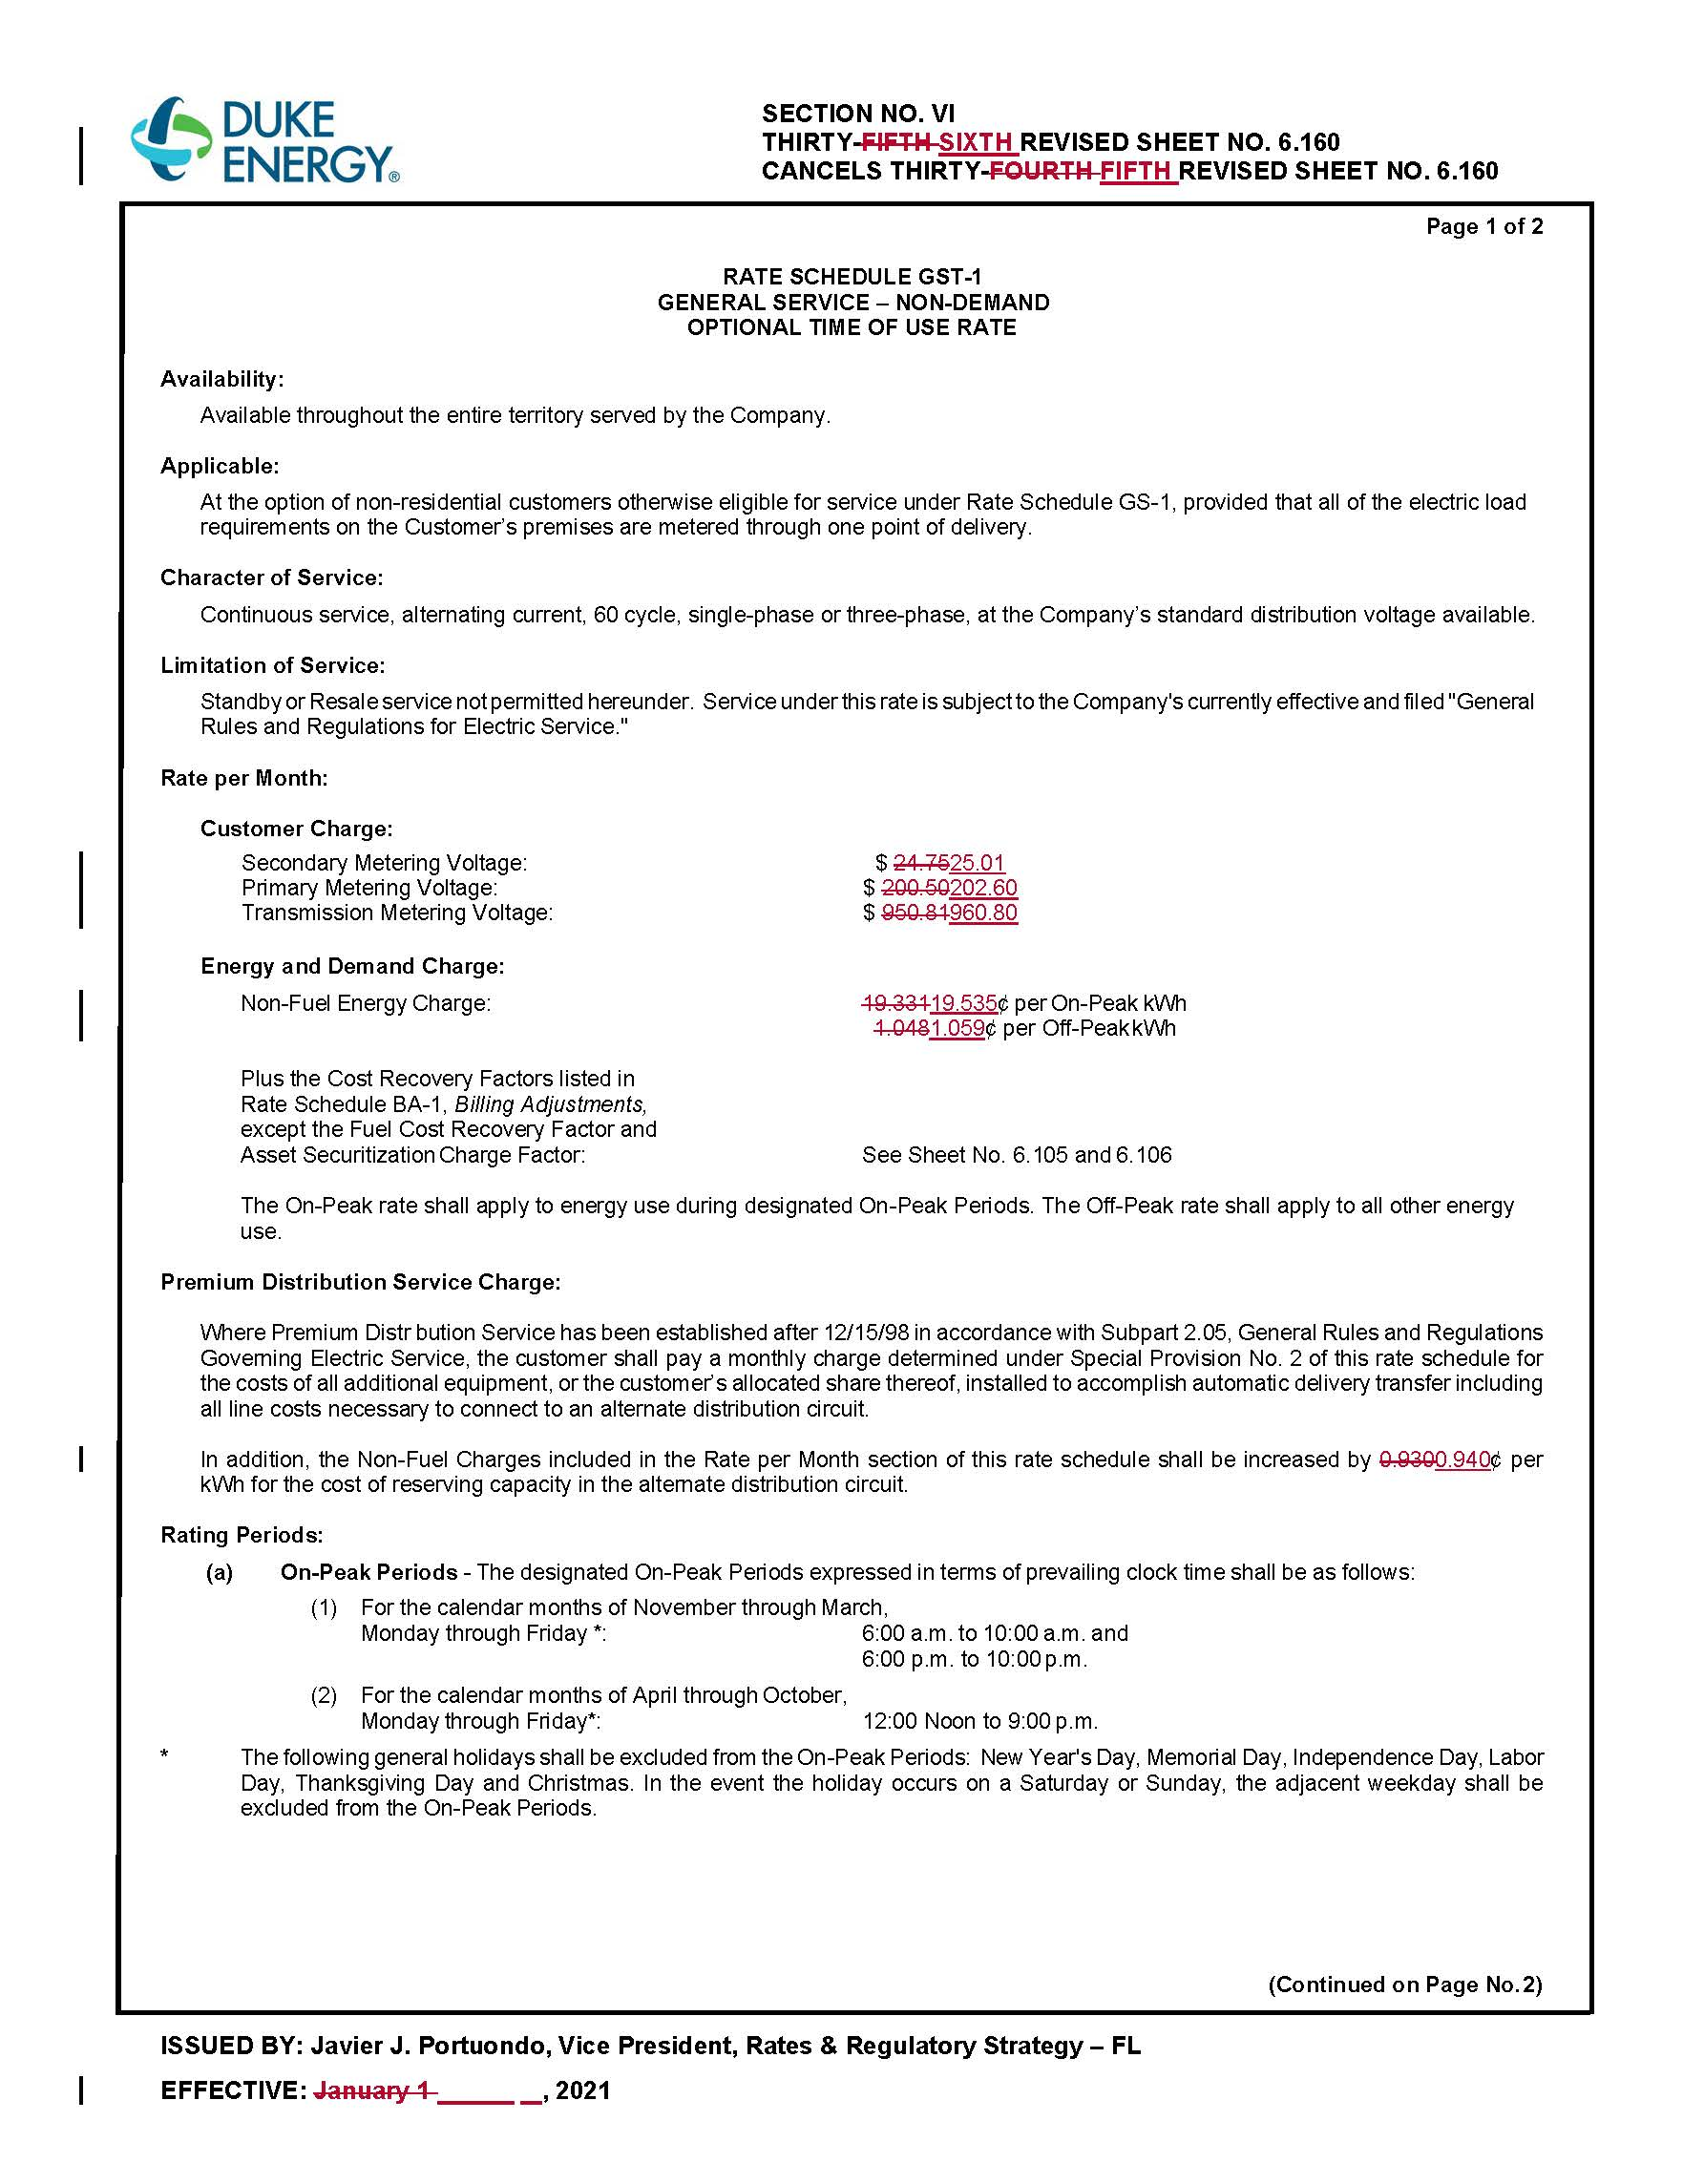 DUKE
ENERGY®
SECTION NO. VI
THIRTY-FIFTH SIXTH REVISED SHEET NO. 6.160
CANCELS THIRTY-FOURTH FIFTH REVISED SHEET NO. 6.160
Page 1 of 2
RATE SCHEDULE GST-1
GENERAL SERVICE – NON-DEMAND
OPTIONAL TIME OF USE RATE
Availability:
Available throughout the entire territory served by the Company.
Applicable:
At the option of non-residential customers otherwise eligible for service under Rate Schedule GS-1, provided that all of the electric load
requirements on the Customer’s premises are metered through one point of delivery.
Character of Service:
Continuous service, alternating current, 60 cycle, single-phase or three-phase, at the Company’s standard distribution voltage available.
Limitation of Service:
Standby or Resale service not permitted hereunder. Service under this rate is subject to the Company's currently effective and filed "General
Rules and Regulations for Electric Service."
Rate per Month:
Customer Charge:
Secondary Metering Voltage: $ 24.7525.01
Primary Metering Voltage: $ 200.50202.60
Transmission Metering Voltage: $ 950.81960.80
Energy and Demand Charge:
Non-Fuel Energy Charge: 19.33119.535¢ per On-Peak kWh
1.0481.059¢ per Off-Peak kWh
Plus the Cost Recovery Factors listed in
Rate Schedule BA-1, Billing Adjustments,
except the Fuel Cost Recovery Factor and
Asset Securitization Charge Factor: See Sheet No. 6.105 and 6.106
The On-Peak rate shall apply to energy use during designated On-Peak Periods. The Off-Peak rate shall apply to all other energy
use.
Premium Distribution Service Charge:
Where Premium Distr bution Service has been established after 12/15/98 in accordance with Subpart 2.05, General Rules and Regulations
Governing Electric Service, the customer shall pay a monthly charge determined under Special Provision No. 2 of this rate schedule for
the costs of all additional equipment, or the customer’s allocated share thereof, installed to accomplish automatic delivery transfer including
all line costs necessary to connect to an alternate distribution circuit.
In addition, the Non-Fuel Charges included in the Rate per Month section of this rate schedule shall be increased by 0.9300.940¢ per
kWh for the cost of reserving capacity in the alternate distribution circuit.
Rating Periods:
(a) On-Peak Periods - The designated On-Peak Periods expressed in terms of prevailing clock time shall be as follows:
(1) For the calendar months of November through March,
Monday through Friday *: 6:00 a.m. to 10:00 a.m. and
6:00 p.m. to 10:00 p.m.
(2) For the calendar months of April through October,
Monday through Friday*: 12:00 Noon to 9:00 p.m.
* The following general holidays shall be excluded from the On-Peak Periods: New Year's Day, Memorial Day, Independence Day, Labor
Day, Thanksgiving Day and Christmas. In the event the holiday occurs on a Saturday or Sunday, the adjacent weekday shall be
excluded from the On-Peak Periods.
(Continued on Page No. 2)
ISSUED BY: Javier J. Portuondo, Vice President, Rates & Regulatory Strategy – FL
EFFECTIVE: January 1 ______ __, 2021